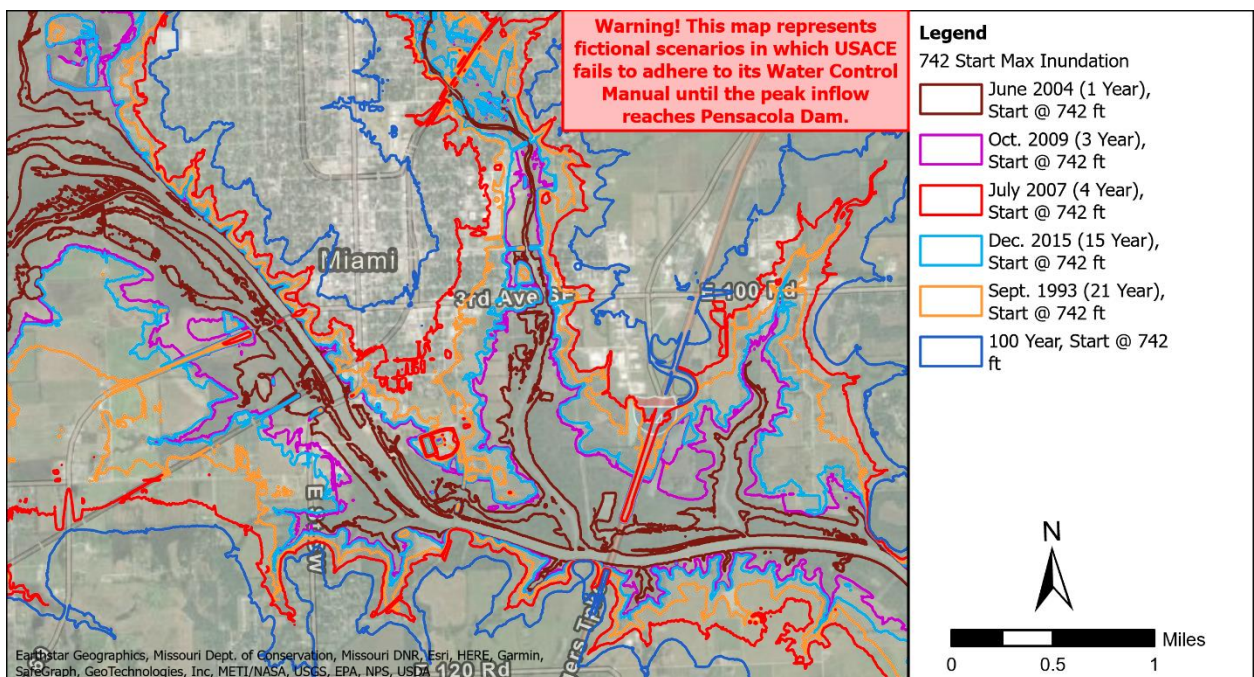 Warning! This map represents
fictional scenarios in which USACE
fails to adhere to its Water Control
Manual until the peak inflow
reaches Pensacola Dam.
Miami
3rd Ave SE
Earthstar Geographics, Missouri Dept. of Conservation, Missouri DNR, Esri, HERE, Garmin,
SafeGraph, GeoTechnologies, Inc, METI/NASA, USGS, EPA, NPS, USDA
120 Rd
Legend
742 Start Max Inundation
June 2004 (1 Year),
Start @ 742 ft
Oct. 2009 (3 Year),
Start @ 742 ft
July 2007 (4 Year),
Start @ 742 ft
Dec. 2015 (15 Year),
Start @ 742 ft
Sept. 1993 (21 Year),
Start @ 742 ft
100 Year, Start @ 742
ft
N
Miles
0 0.5 1